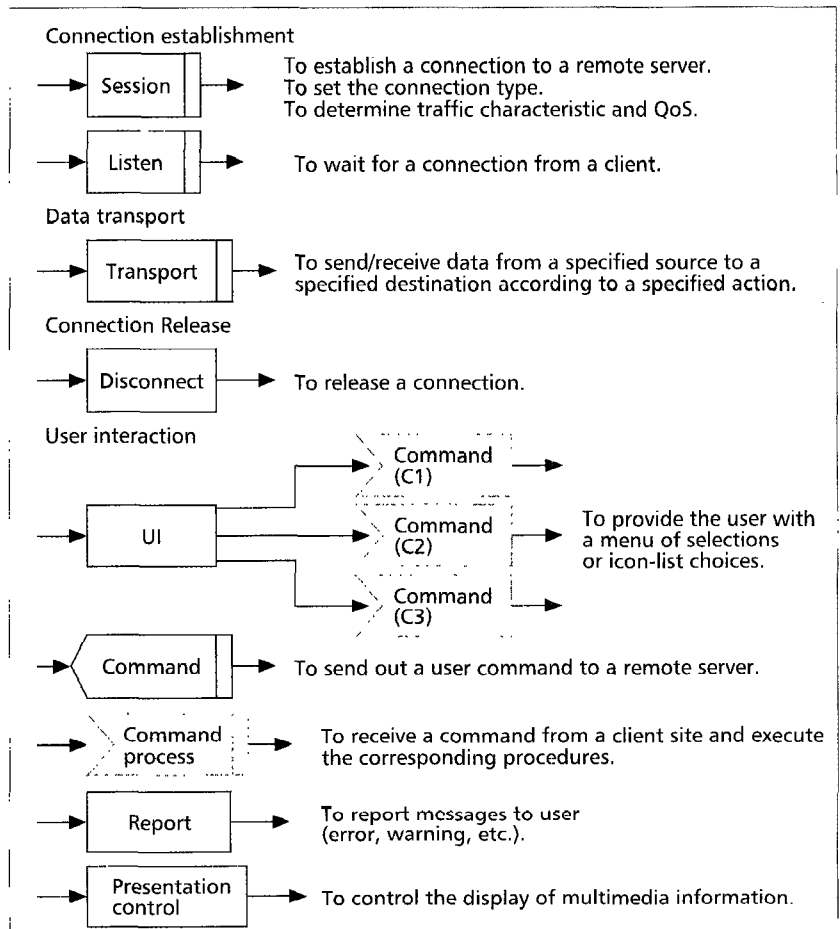 Connection establishment
Session
To establish a connection to a remote server.
To set the connection type.
To determine traffic characteristic and QoS.
Listen
To wait for a connection from a client.
Data transport
Transport
To send/receive data from a specified source to a
specified destination according to a specified action.
Connection Release
Disconnect
To release a connection.
User interaction
UI
Command
(C1)
Command
(C2)
Command
(C3)
To provide the user with
a menu of selections
or icon-list choices.
Command
To send out a user command to a remote server.
Command
process
To receive a command from a client site and execute
the corresponding procedures.
Report
To report messages to user
(error, warning, etc.).
Presentation
control
To control the display of multimedia information.